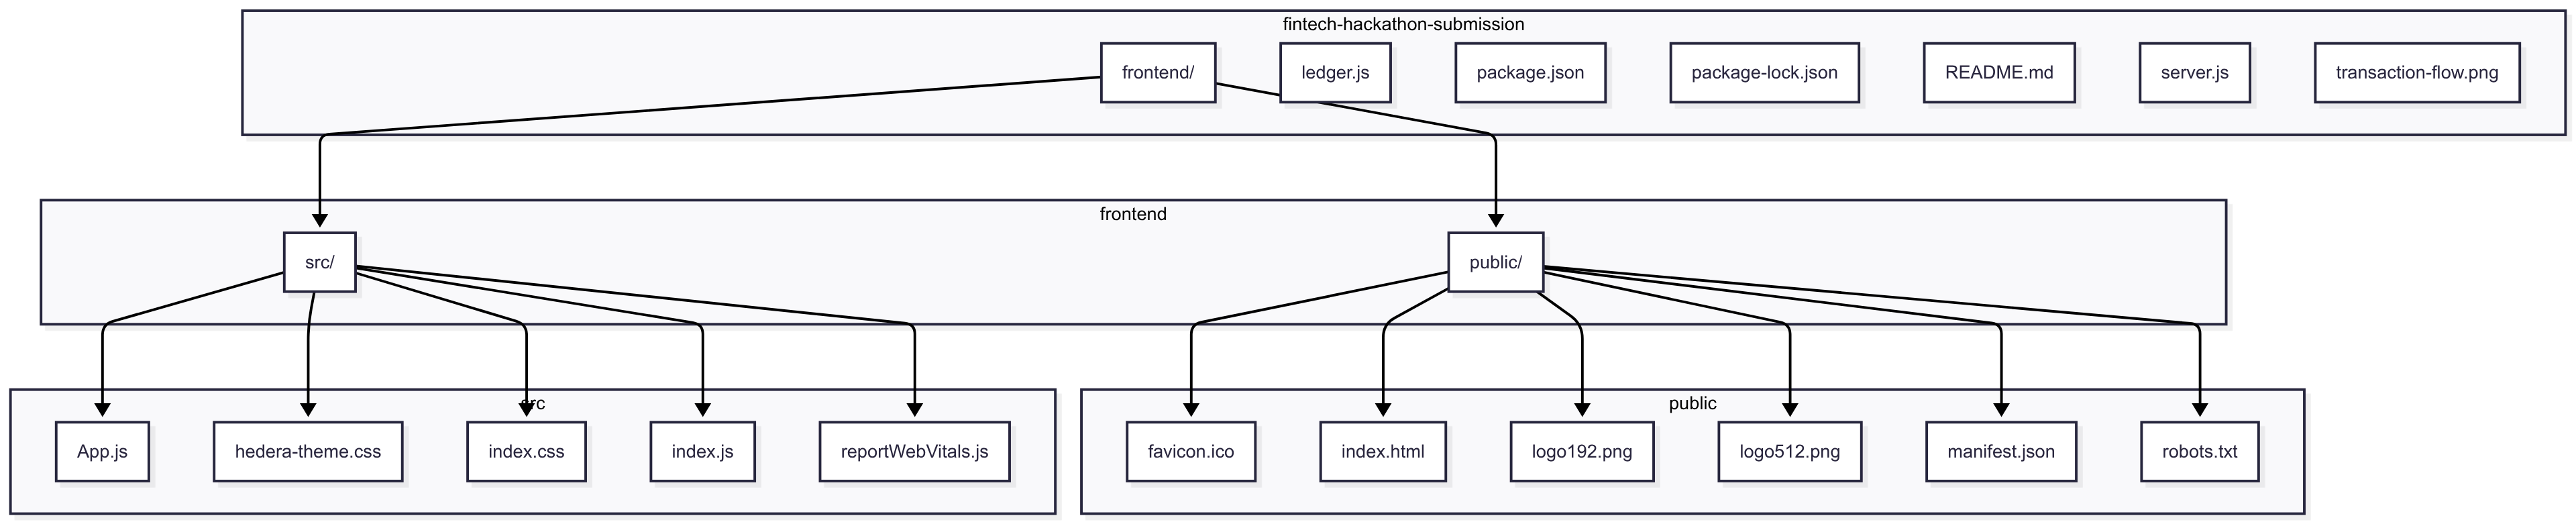 fintech-hackathon-submission
frontend/
ledger.js
package.json
package-lock.json
README.md
server.js
transaction-flow.png
frontend
src/
public/
src
App.js
hedera-theme.css
index.css
index.js
reportWebVitals.js
public
favicon.ico
index.html
logo192.png
logo512.png
manifest.json
robots.txt